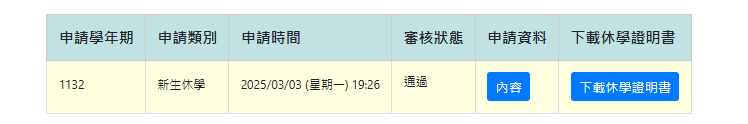 申請學年期 申請類別 申請時間 審核狀態 申請資料 下載休學證明書
1132 新生休學 2025/03/03 (星期一) 19:26 通過 內容 下載休學證明書